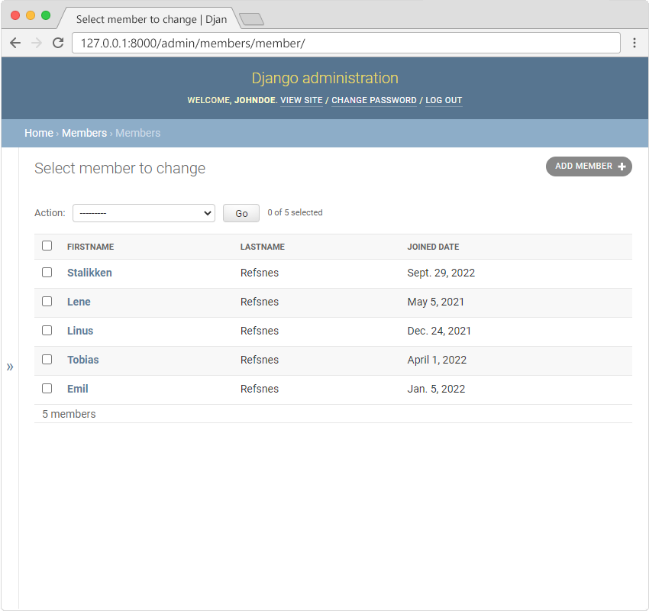 Select member to change | Djan
127.0.0.1:8000/admin/members/member/
Django administration
WELCOME, JOHNDOE. VIEW SITE / CHANGE PASSWORD / LOG OUT
Home › Members › Members
Select member to change
ADD MEMBER +
Action: --------- Go 0 of 5 selected
FIRSTNAME LASTNAME JOINED DATE
Stalikken Refsnes Sept. 29, 2022
Lene Refsnes May 5, 2021
Linus Refsnes Dec. 24, 2021
Tobias Refsnes April 1, 2022
Emil Refsnes Jan. 5, 2022
»
5 members